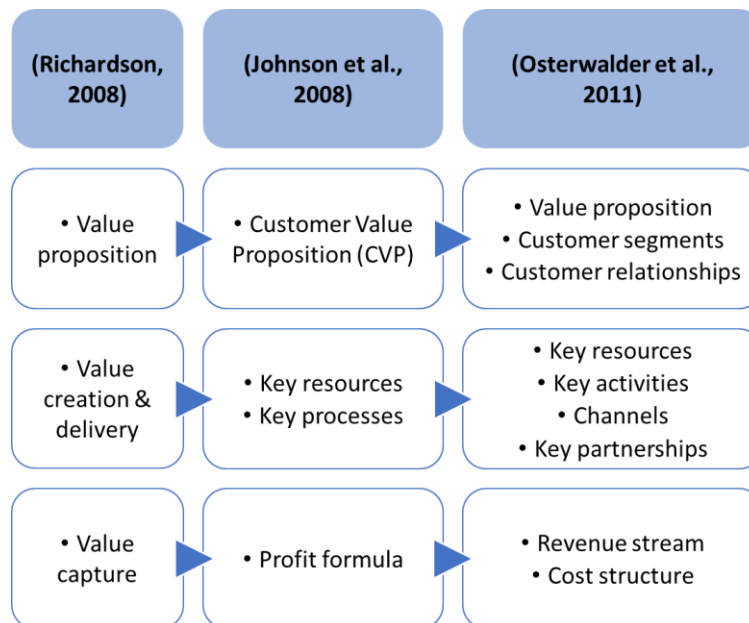 (Richardson,
2008)
(Johnson et al.,
2008)
(Osterwalder et al.,
2011)
• Value
proposition
• Customer Value
Proposition (CVP)
• Value proposition
• Customer segments
• Customer relationships
• Value
creation &
delivery
• Key resources
• Key processes
• Key resources
• Key activities
• Channels
• Key partnerships
• Value
capture
• Profit formula
• Revenue stream
• Cost structure